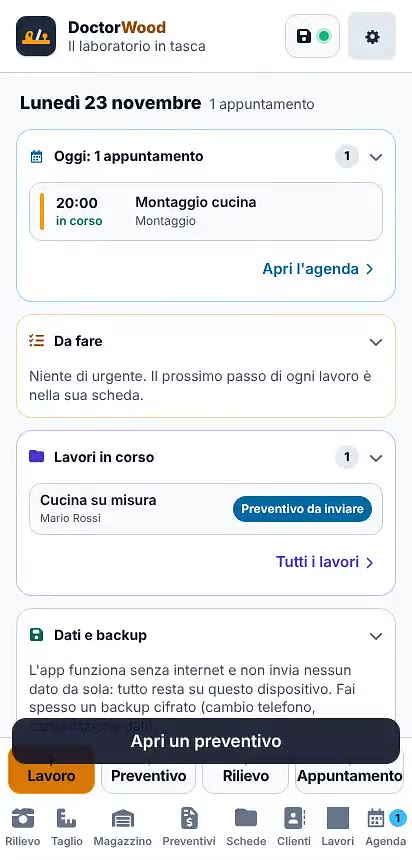 DoctorWood
Il laboratorio in tasca
Lunedì 23 novembre 1 appuntamento
Oggi: 1 appuntamento 1
20:00 Montaggio cucina
in corso Montaggio
Apri l'agenda
Da fare
Niente di urgente. Il prossimo passo di ogni lavoro è
nella sua scheda.
Lavori in corso 1
Cucina su misura
Mario Rossi
Preventivo da inviare
Tutti i lavori
Dati e backup
L'app funziona senza internet e non invia nessun
dato da sola: tutto resta su questo dispositivo. Fai
spesso un backup cifrato (cambio telefono,
cancellazione dati).
Apri un preventivo
Lavoro Preventivo Rilievo Appuntamento
1
Rilievo Taglio Magazzino Preventivi Schede Clienti Lavori Agenda